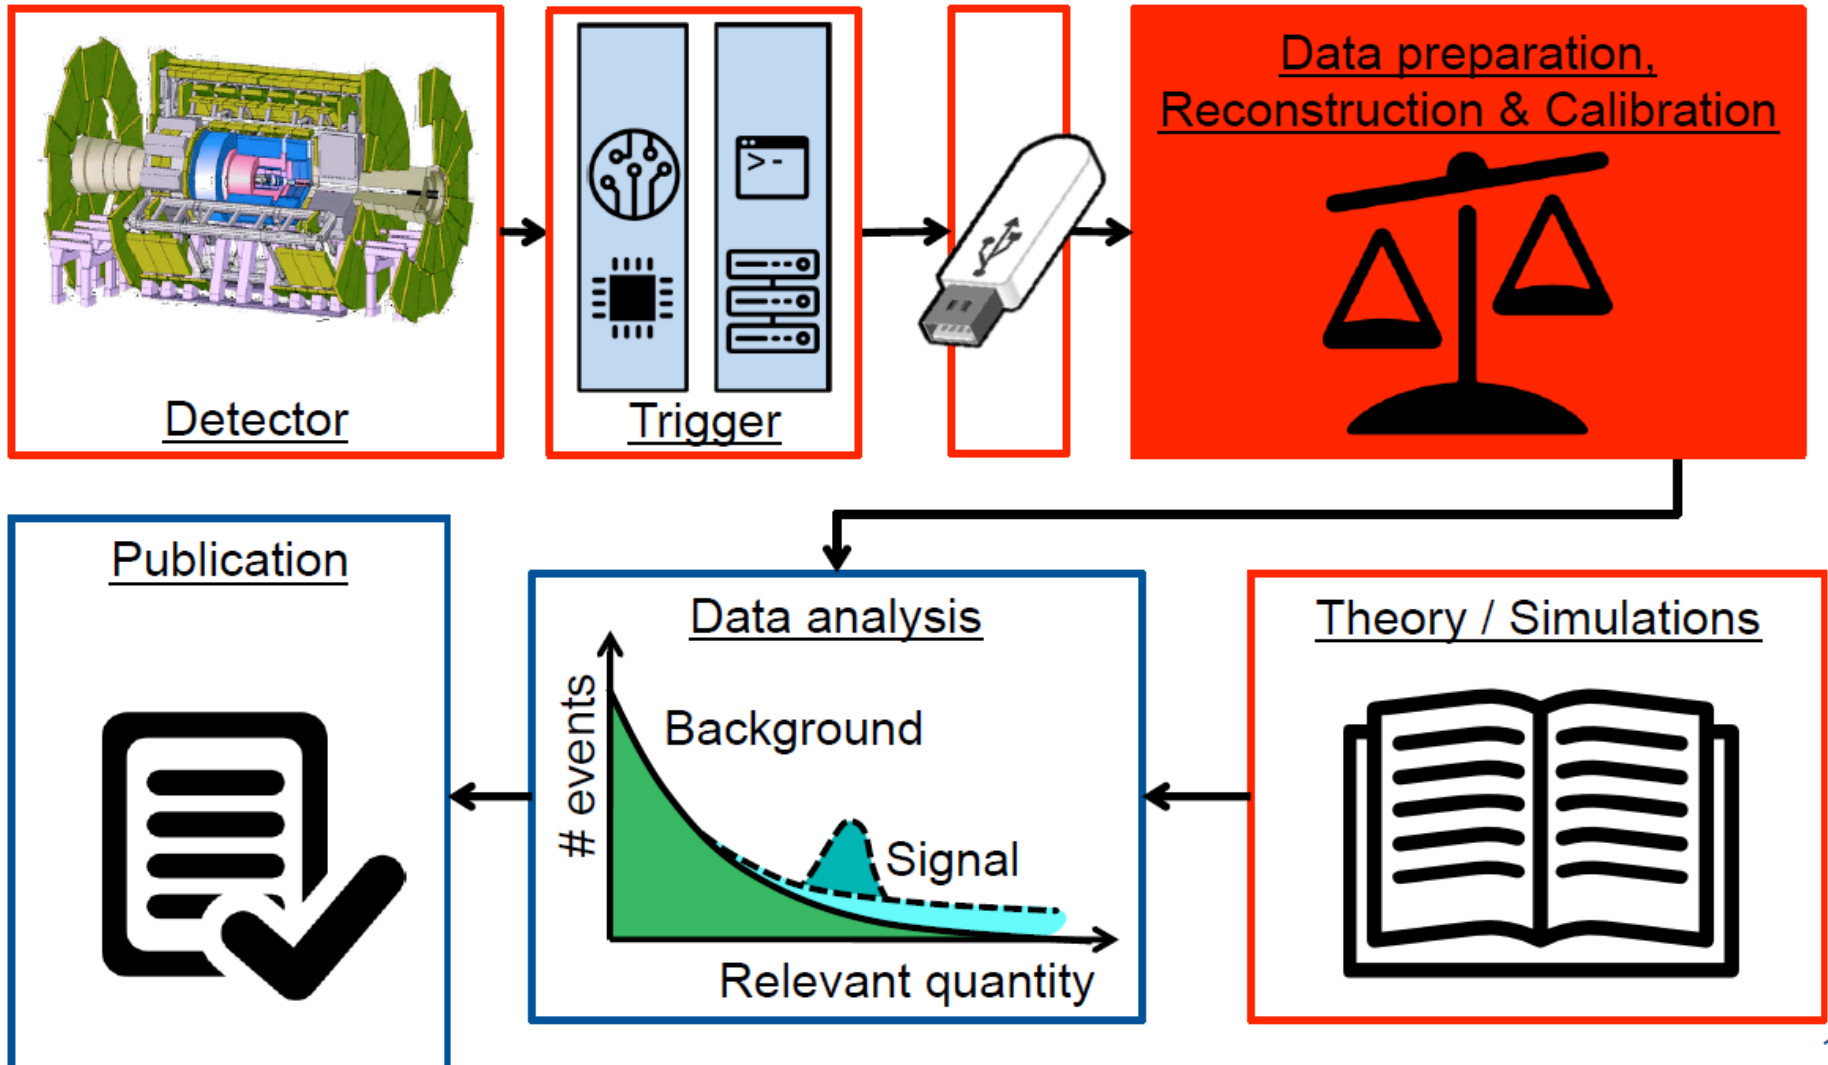 Detector
Trigger
>-
Data preparation,
Reconstruction & Calibration
Publication
Data analysis
# events
Background
Signal
Relevant quantity
Theory / Simulations